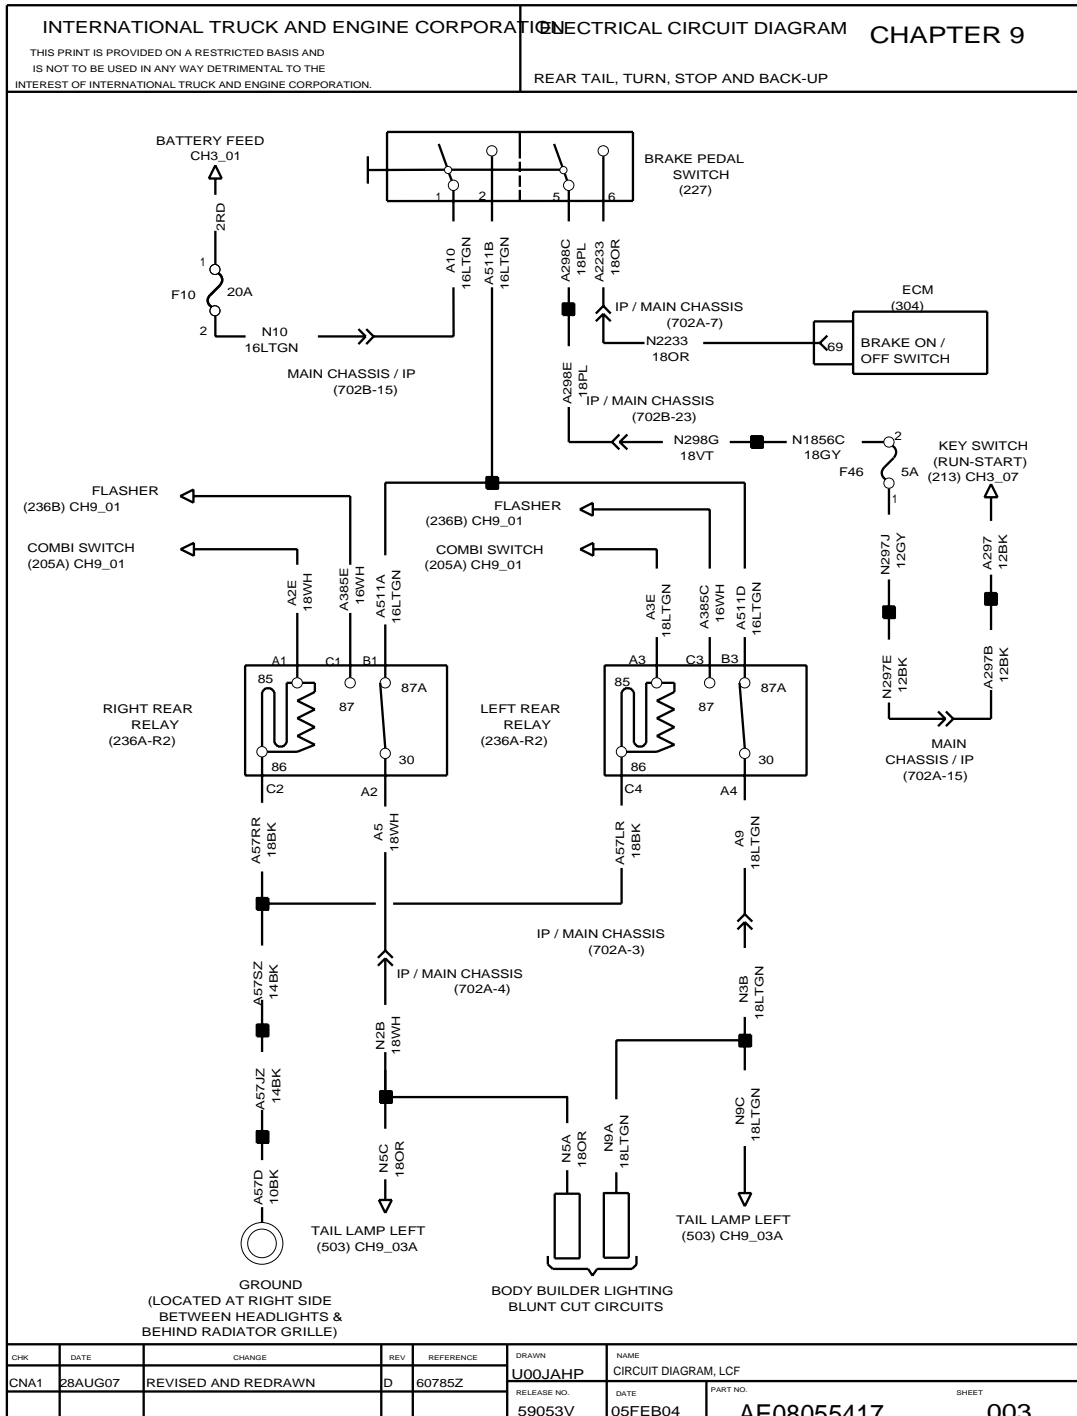 INTERNATIONAL TRUCK AND ENGINE CORPORATION
THIS PRINT IS PROVIDED ON A RESTRICTED BASIS AND
IS NOT TO BE USED IN ANY WAY DETRIMENTAL TO THE
INTEREST OF INTERNATIONAL TRUCK AND ENGINE CORPORATION.
ELECTRICAL CIRCUIT DIAGRAM
CHAPTER 9
REAR TAIL, TURN, STOP AND BACK-UP
BATTERY FEED
CH3_01
2RD
1
F10
20A
2
N10
16LTGN
MAIN CHASSIS / IP
(702B-15)
BRAKE PEDAL
SWITCH
(227)
1
2
5
6
A10
16LTGN
A511B
16LTGN
A298C
18PL
A2233
18OR
IP / MAIN CHASSIS
(702A-7)
N2233
18OR
ECM
(304)
69
BRAKE ON /
OFF SWITCH
A298E
18PL
IP / MAIN CHASSIS
(702B-23)
N298G
18VT
N1856C
18GY
2
F46
5A
1
KEY SWITCH
(RUN-START)
(213) CH3_07
N297J
12GY
A297
12BK
N297E
12BK
A297B
12BK
MAIN
CHASSIS / IP
(702A-15)
FLASHER
(236B) CH9_01
COMBI SWITCH
(205A) CH9_01
A2E
18WH
A385E
16WH
A511A
16LTGN
FLASHER
(236B) CH9_01
COMBI SWITCH
(205A) CH9_01
A3E
18LTGN
A385C
16WH
A511D
16LTGN
A1
C1
B1
85
87
87A
86
30
RIGHT REAR
RELAY
(236A-R2)
C2
A2
A3
C3
B3
85
87
87A
86
30
LEFT REAR
RELAY
(236A-R2)
C4
A4
A57RR
18BK
A5
18WH
A57LR
18BK
A9
18LTGN
IP / MAIN CHASSIS
(702A-3)
IP / MAIN CHASSIS
(702A-4)
A57SZ
14BK
N2B
18WH
N3B
18LTGN
A57JZ
14BK
N5C
18OR
N5A
18OR
N9A
18LTGN
N9C
18LTGN
A57D
10BK
TAIL LAMP LEFT
(503) CH9_03A
TAIL LAMP LEFT
(503) CH9_03A
GROUND
(LOCATED AT RIGHT SIDE
BETWEEN HEADLIGHTS &
BEHIND RADIATOR GRILLE)
BODY BUILDER LIGHTING
BLUNT CUT CIRCUITS
CHK DATE CHANGE REV REFERENCE
CNA1 28AUG07 REVISED AND REDRAWN D 60785Z
DRAWN
U00JAHP
NAME
CIRCUIT DIAGRAM, LCF
RELEASE NO.
59053V
DATE
05FEB04
PART NO.
AE08055417
SHEET
003